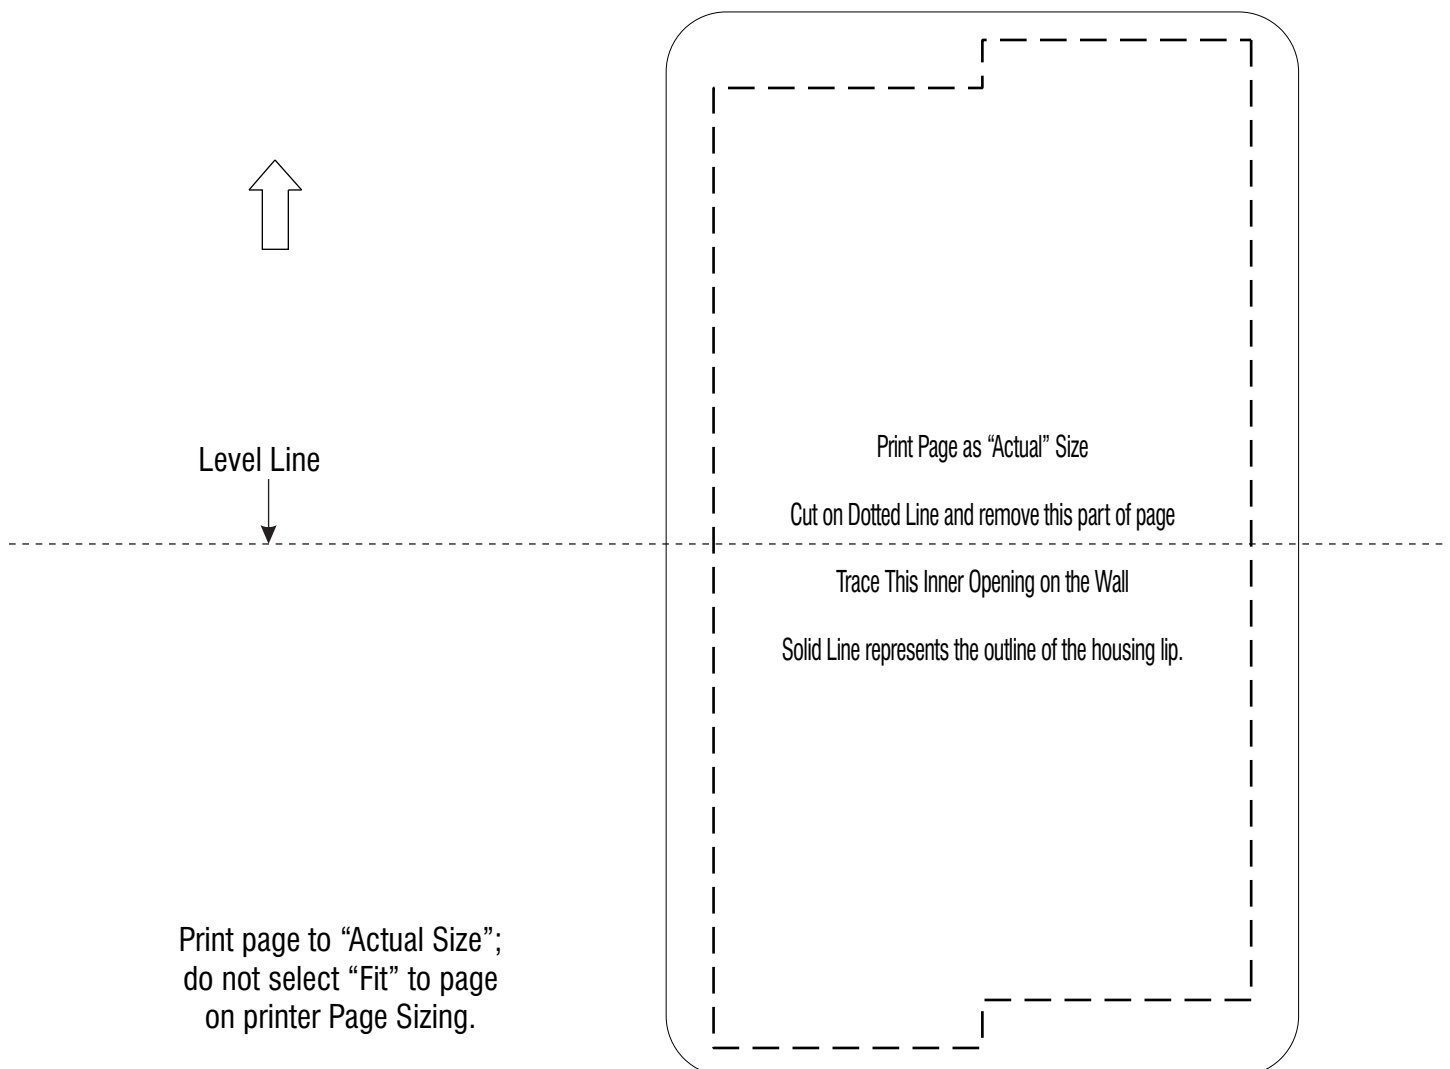 Level Line
Print Page as “Actual” Size
Cut on Dotted Line and remove this part of page
Trace This Inner Opening on the Wall
Solid Line represents the outline of the housing lip.
Print page to “Actual Size”;
do not select “Fit” to page
on printer Page Sizing.